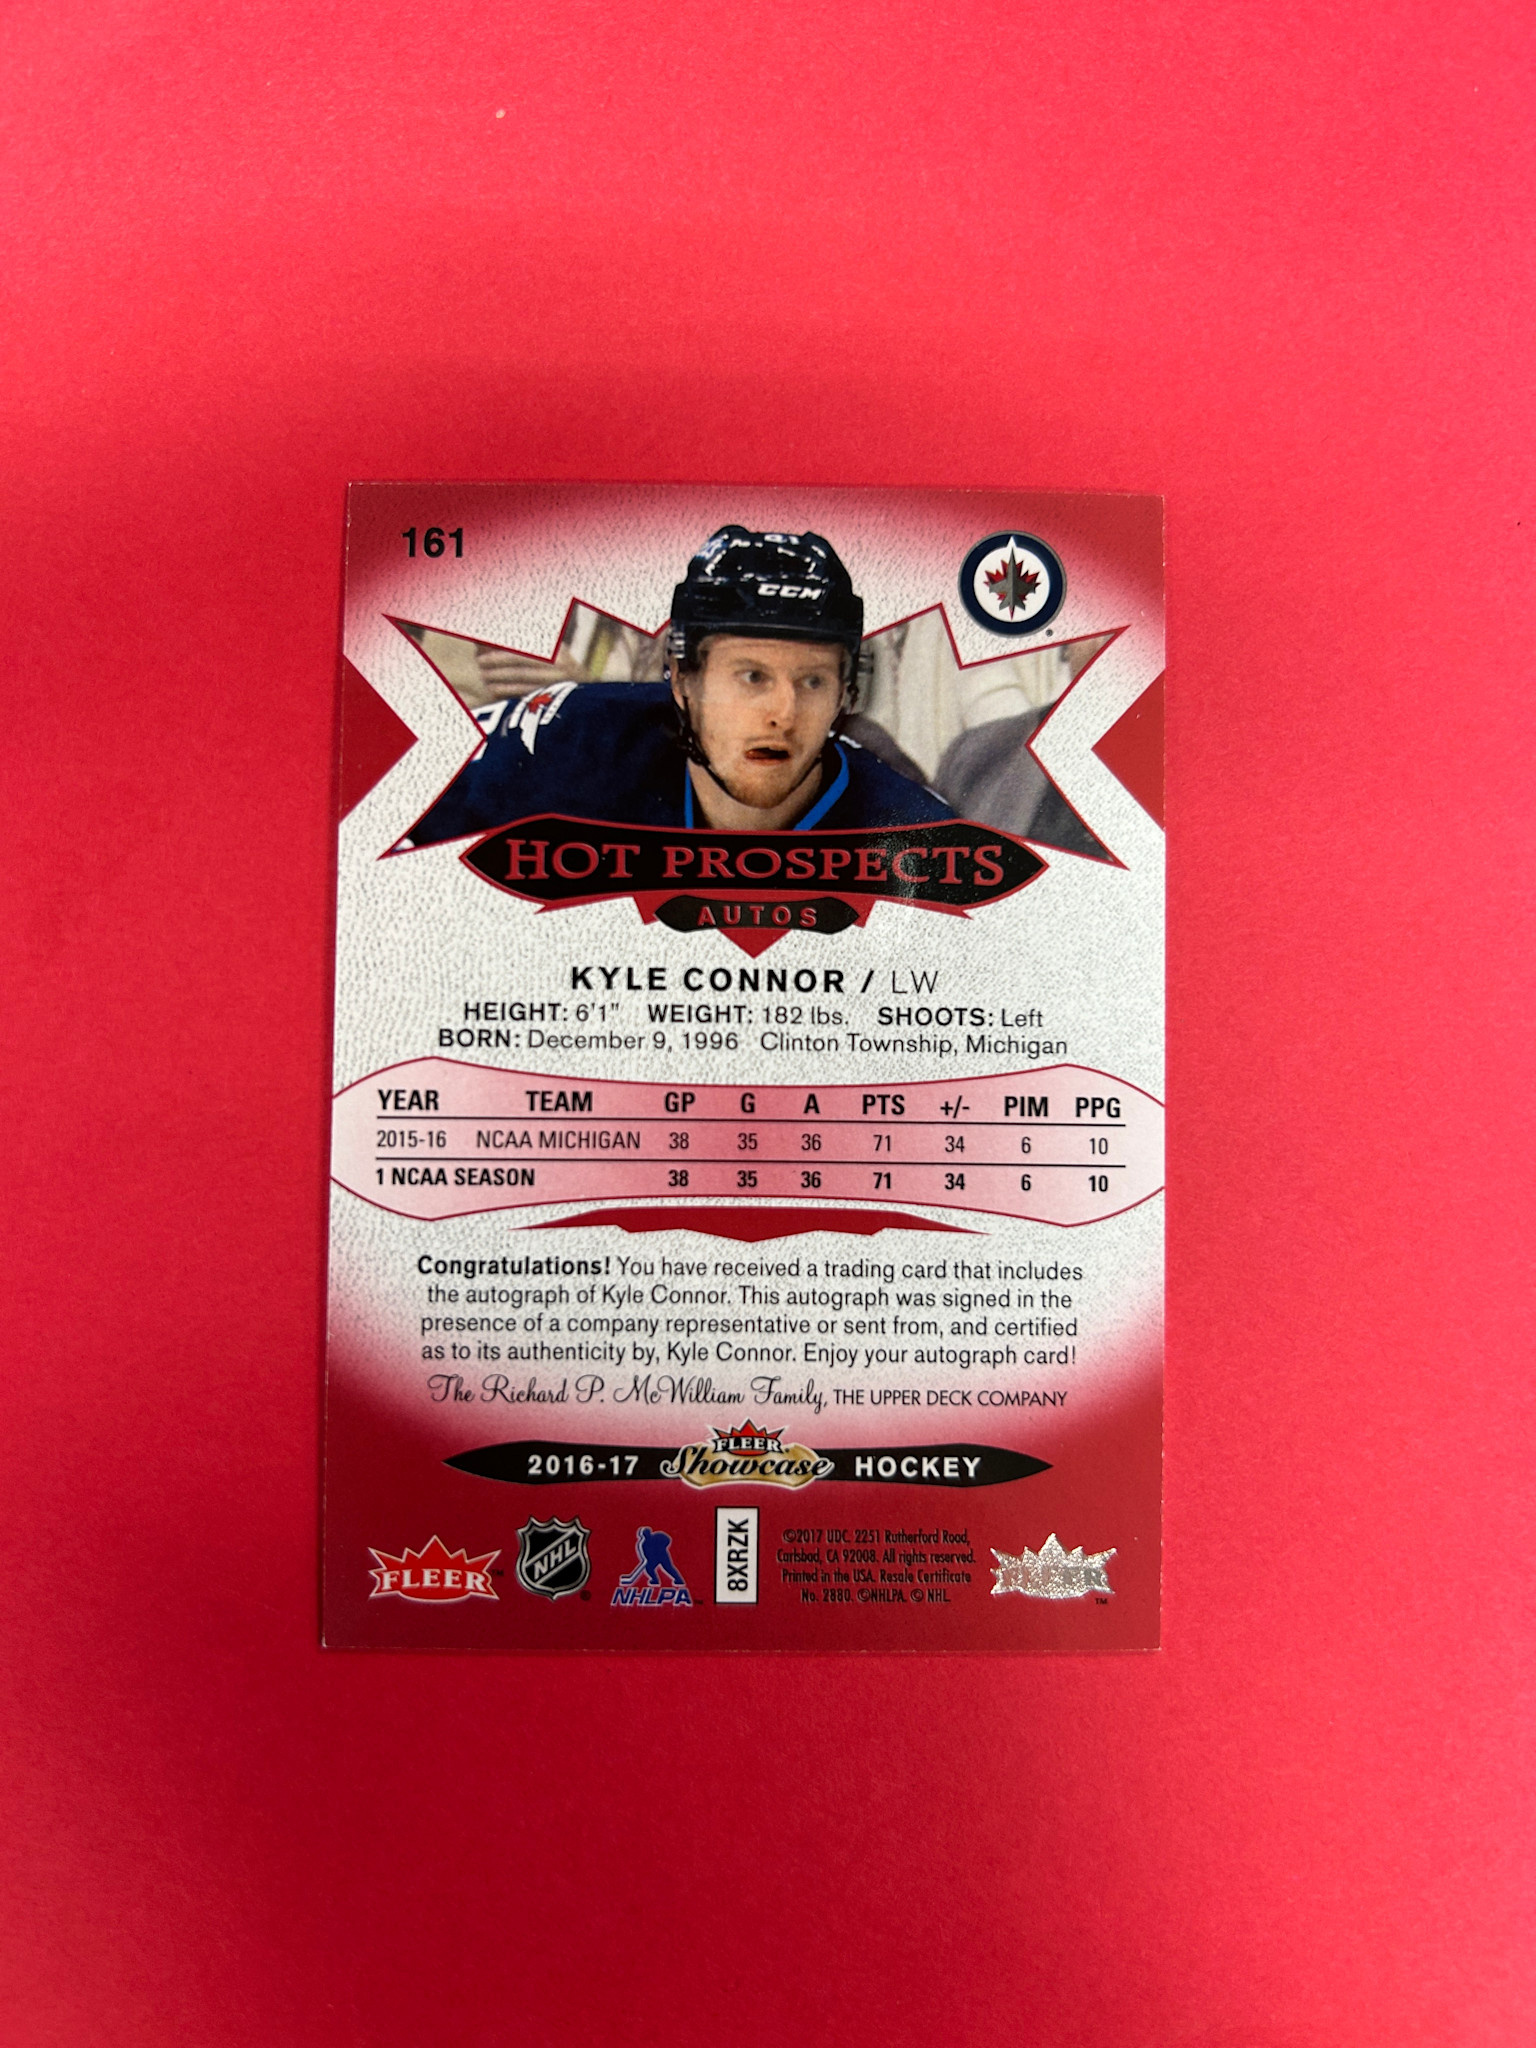 161
CCM
HOT PROSPECTS
AUTOS
KYLE CONNOR / LW
HEIGHT: 6'1" WEIGHT: 182 lbs. SHOOTS: Left
BORN: December 9, 1996 Clinton Township, Michigan
YEAR TEAM GP G A PTS +/- PIM PPG
2015-16 NCAA MICHIGAN 38 35 36 71 34 6 10
1 NCAA SEASON 38 35 36 71 34 6 10
Congratulations! You have received a trading card that includes
the autograph of Kyle Connor. This autograph was signed in the
presence of a company representative or sent from, and certified
as to its authenticity by, Kyle Connor. Enjoy your autograph card!
The Richard P. McWilliam Family, THE UPPER DECK COMPANY
2016-17 FLEER Showcase HOCKEY
FLEER™
NHL®
NHLPA™
8XRZK
©2017 UDC. 2251 Rutherford Road,
Carlsbad, CA 92008. All rights reserved.
Printed in the USA. Resale Certificate
No. 2880. ©NHLPA. © NHL.
FLEER™